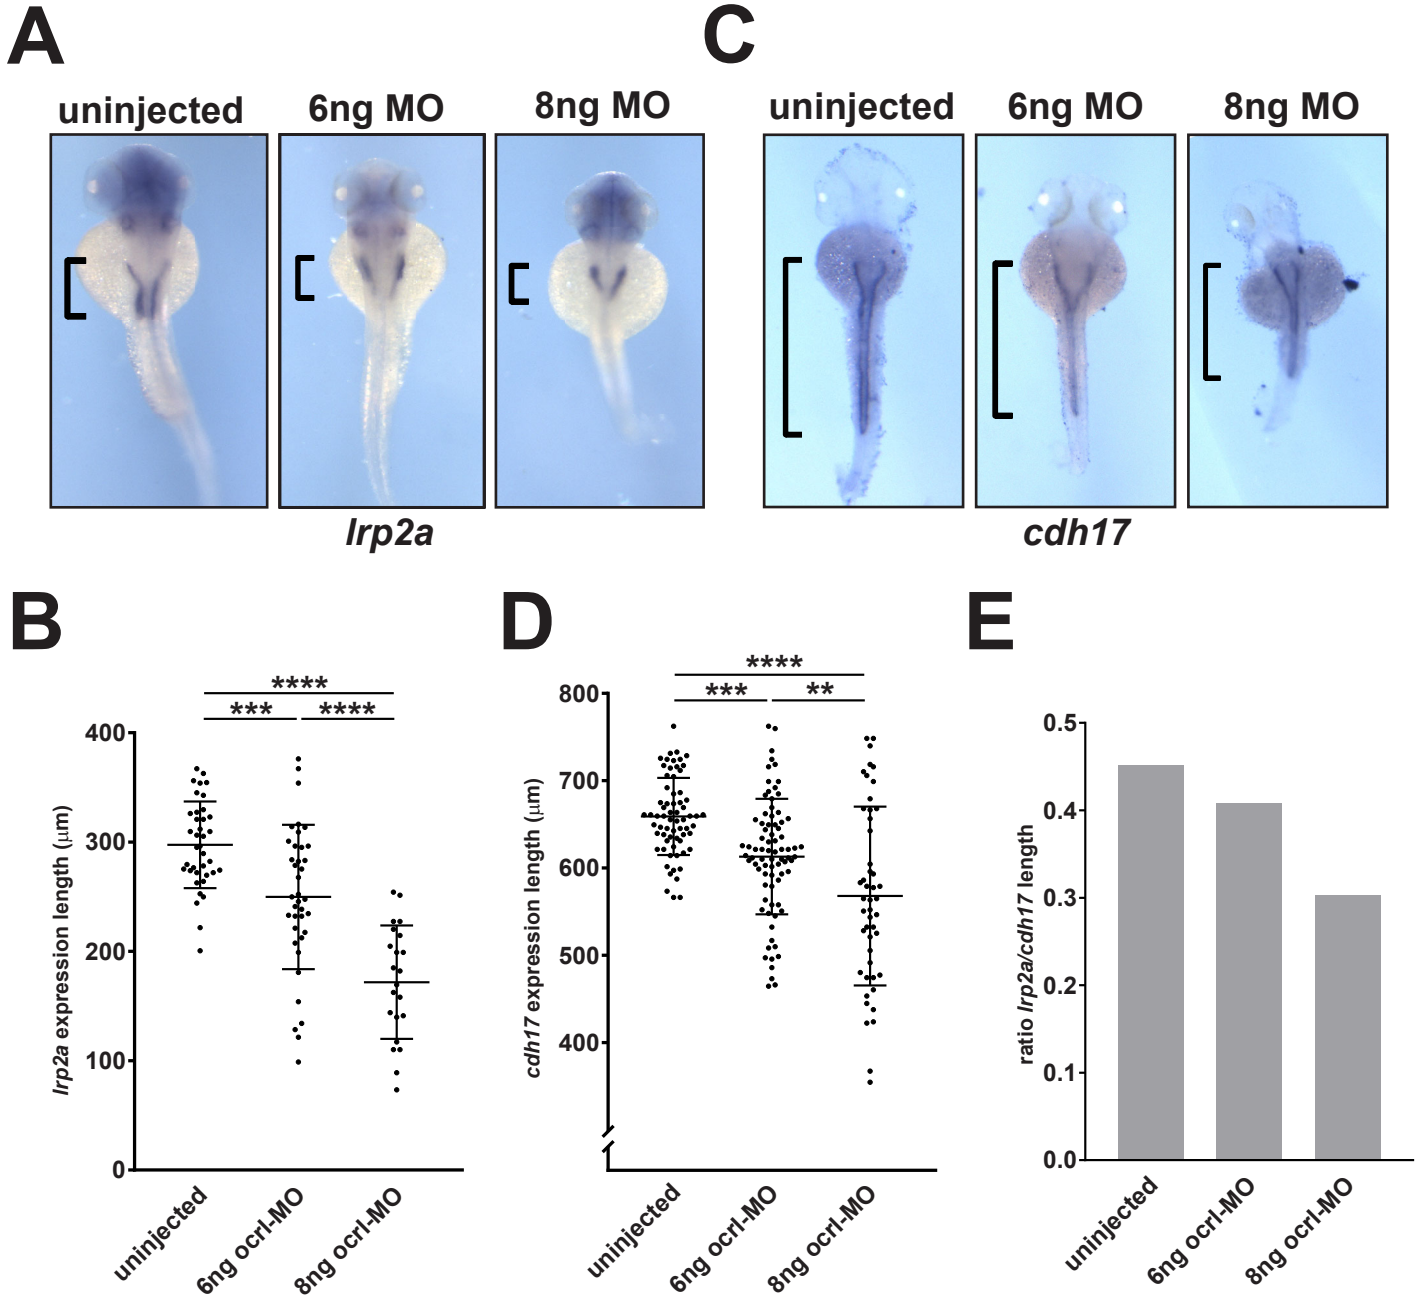 A
C
uninjected
6ng MO
8ng MO
uninjected
6ng MO
8ng MO
lrp2a
cdh17
B
D
E
****
***
****
400
300
200
100
0
lrp2a expression length (μm)
uninjected
6ng ocrl-MO
8ng ocrl-MO
****
***
**
800
700
600
500
400
cdh17 expression length (μm)
uninjected
6ng ocrl-MO
8ng ocrl-MO
0.5
0.4
0.3
0.2
0.1
0.0
ratio lrp2a/cdh17 length
uninjected
6ng ocrl-MO
8ng ocrl-MO